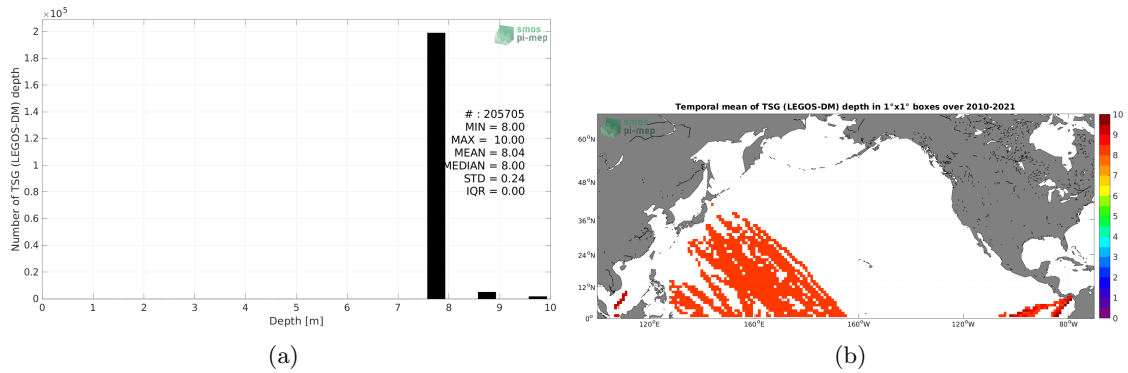 ×10⁵
smos
pi-mep
2
1.8
1.6
1.4
1.2
1
0.8
0.6
0.4
0.2
0
Number of TSG (LEGOS-DM) depth
# : 205705
MIN = 8.00
MAX = 10.00
MEAN = 8.04
MEDIAN = 8.00
STD = 0.24
IQR = 0.00
0 1 2 3 4 5 6 7 8 9 10
Depth [m]
(a)
Temporal mean of TSG (LEGOS-DM) depth in 1°x1° boxes over 2010-2021
smos
pi-mep
60°N
48°N
36°N
24°N
12°N
0°
120°E 160°E 160°W 120°W 80°W
10
9
8
7
6
5
4
3
2
1
0
(b)